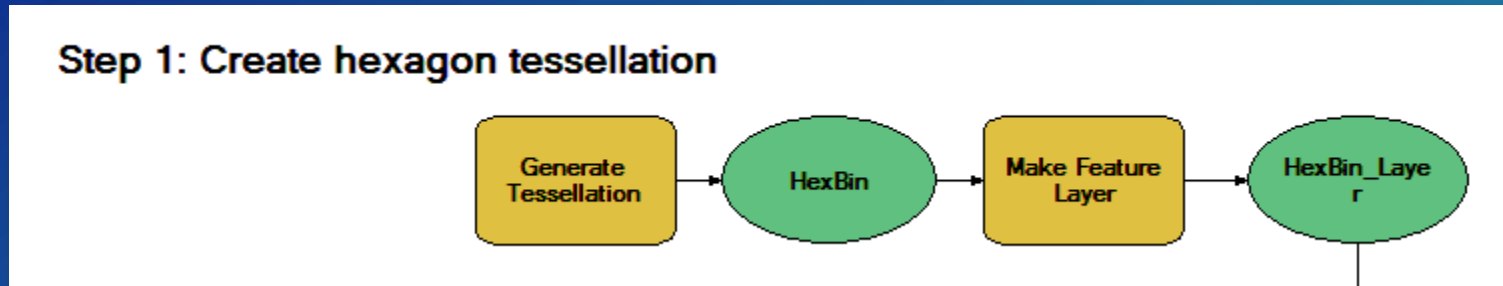 Step 1: Create hexagon tessellation
Generate
Tessellation
HexBin
Make Feature
Layer
HexBin_Laye
r